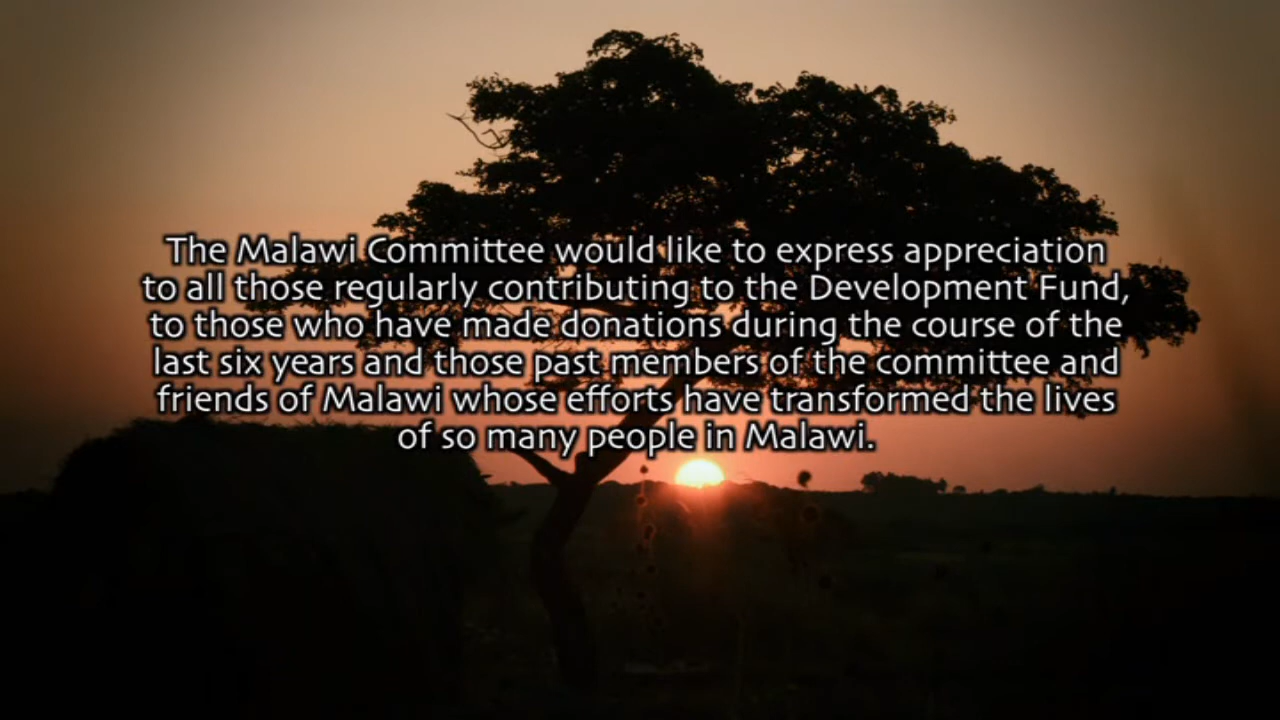 The Malawi Committee would like to express appreciation
to all those regularly contributing to the Development Fund,
to those who have made donations during the course of the
last six years and those past members of the committee and
friends of Malawi whose efforts have transformed the lives
of so many people in Malawi.